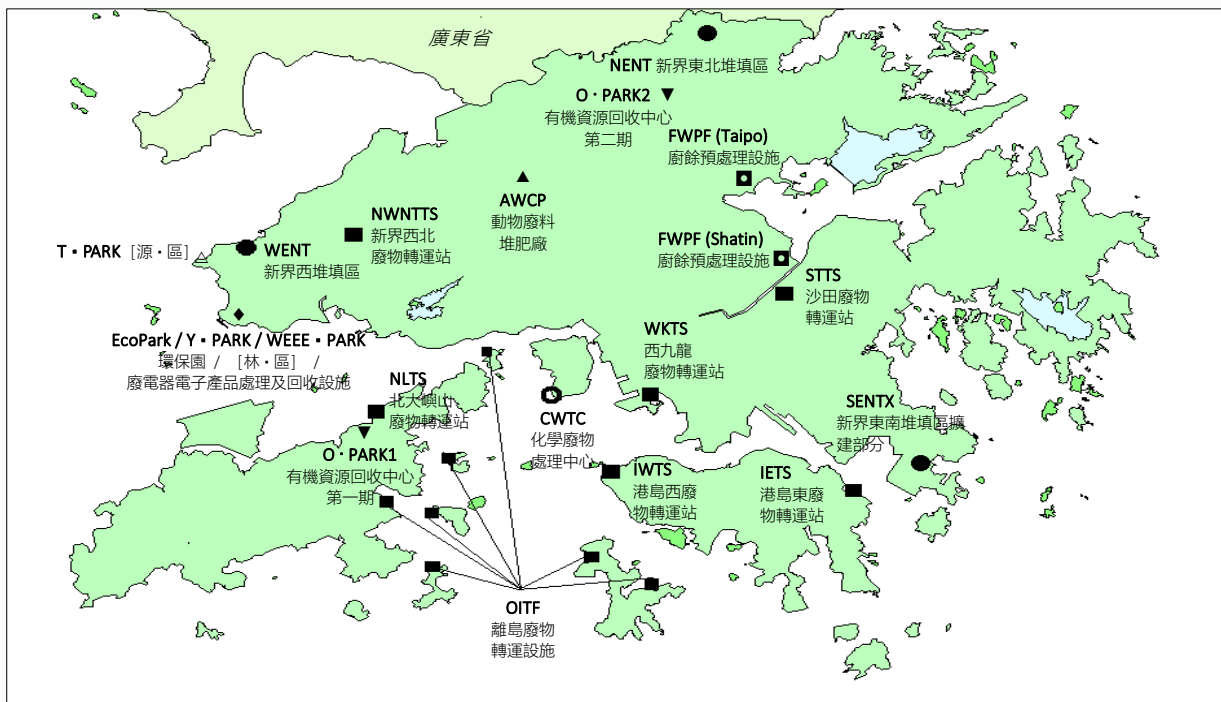 廣東省
NENT 新界東北堆填區
O・PARK2
有機資源回收中心
第二期
FWPF (Taipo)
廚餘預處理設施
AWCP
動物廢料
堆肥廠
NWNTTS
新界西北
廢物轉運站
T・PARK [源・區]
WENT
新界西堆填區
FWPF (Shatin)
廚餘預處理設施
STTS
沙田廢物
轉運站
EcoPark / Y・PARK / WEEE・PARK
環保園 / [林・區] /
廢電器電子產品處理及回收設施
WKTS
西九龍
廢物轉運站
NLTS
北大嶼山
廢物轉運站
CWTC
化學廢物
處理中心
SENTX
新界東南堆填區擴
建部分
O・PARK1
有機資源回收中心
第一期
IWTS
港島西廢
物轉運站
IETS
港島東廢
物轉運站
OITF
離島廢物
轉運設施